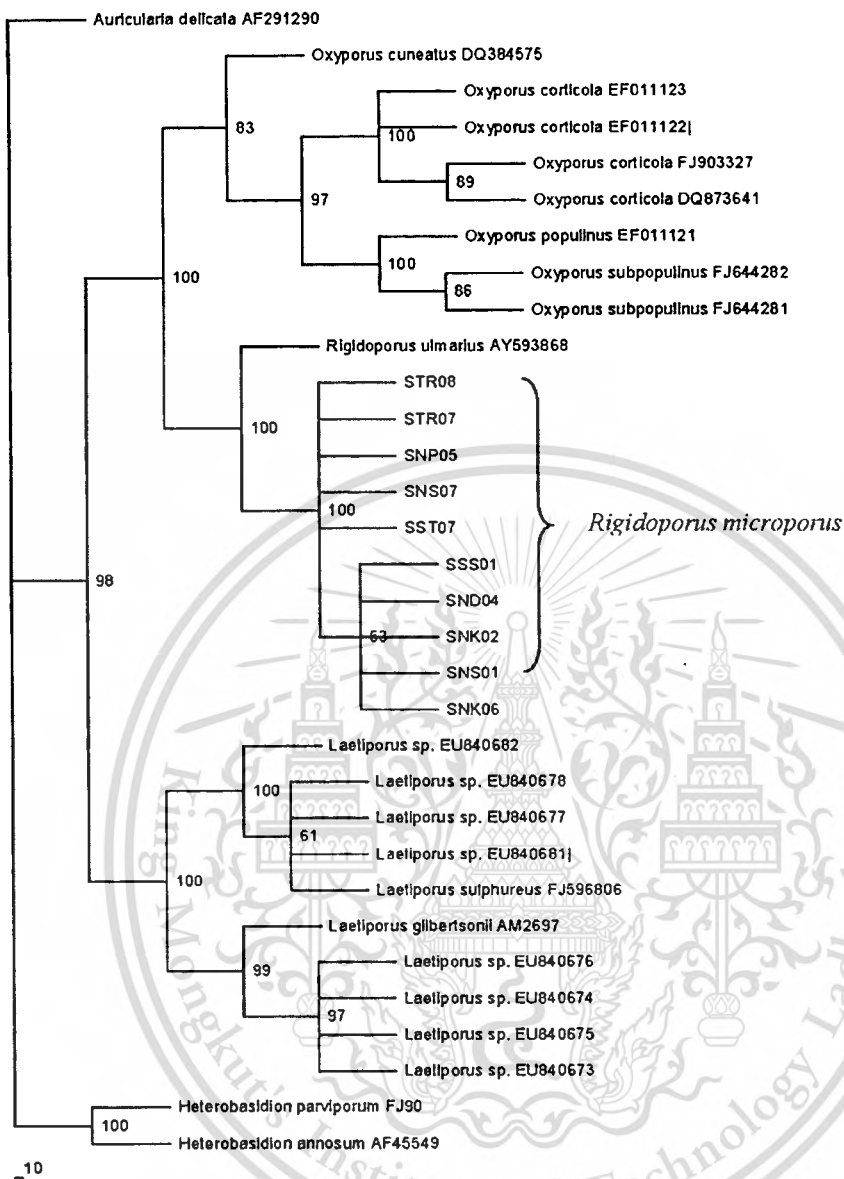 Auricularia delicata AF291290
Oxyporus cuneatus DQ384575
Oxyporus corticola EF011123
83
Oxyporus corticola EF011122|
100
Oxyporus corticola FJ903327
89
97
Oxyporus corticola DQ873641
Oxyporus populinus EF011121
100
100
Oxyporus subpopulinus FJ644282
86
Oxyporus subpopulinus FJ644281
Rigidoporus ulmarius AY593868
STR08
STR07
100
SNP05
SNS07
100
SST07
Rigidoporus microporus
SSS01
98
SND04
SNK02
63
SNS01
SNK06
Laetiporus sp. EU840682
Laetiporus sp. EU840678
100
Laetiporus sp. EU840677
61
Laetiporus sp. EU840681|
100
Laetiporus sulphureus FJ596806
Laetiporus gilbertsonii AM2697
Laetiporus sp. EU840676
99
Laetiporus sp. EU840674
97
Laetiporus sp. EU840675
Laetiporus sp. EU840673
Heterobasidion parviporum FJ90
100
Heterobasidion annosum AF45549
10
King Mongkut's Institute of Technology